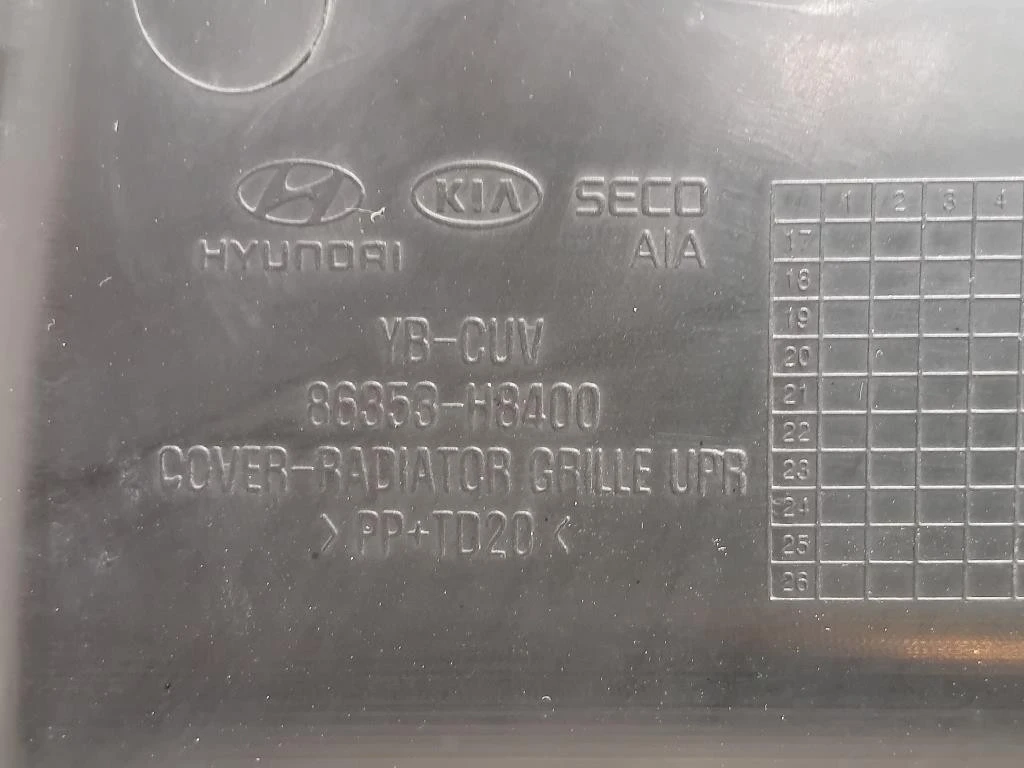 KIA SECO
HYUNDAI AIA
YB-CUV
86353-H8400
COVER-RADIATOR GRILLE UPR
>PP+TD20<
1 2 3 4
17
18
19
20
21
22
23
24
25
26